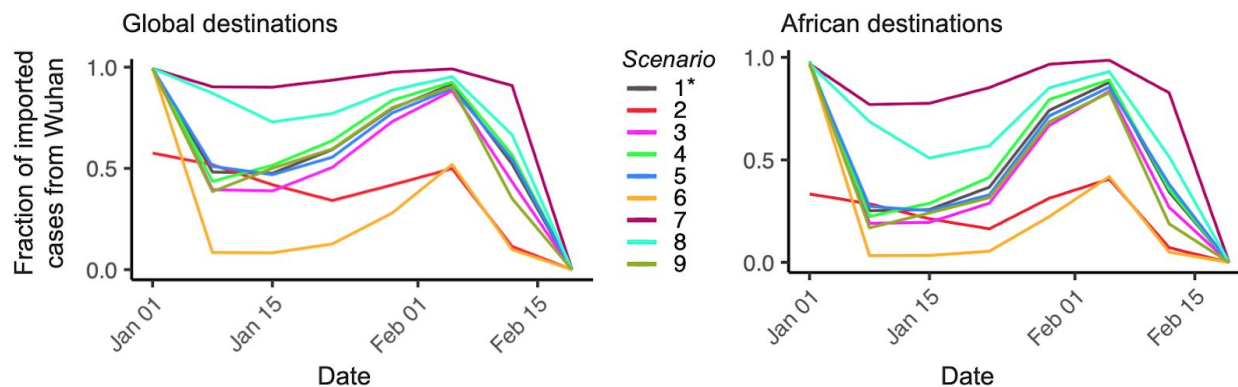 Global destinations
Fraction of imported
cases from Wuhan
1.0
0.5
0.0
Jan 01
Jan 15
Feb 01
Feb 15
Date
Scenario
1*
2
3
4
5
6
7
8
9
African destinations
1.0
0.5
0.0
Jan 01
Jan 15
Feb 01
Feb 15
Date